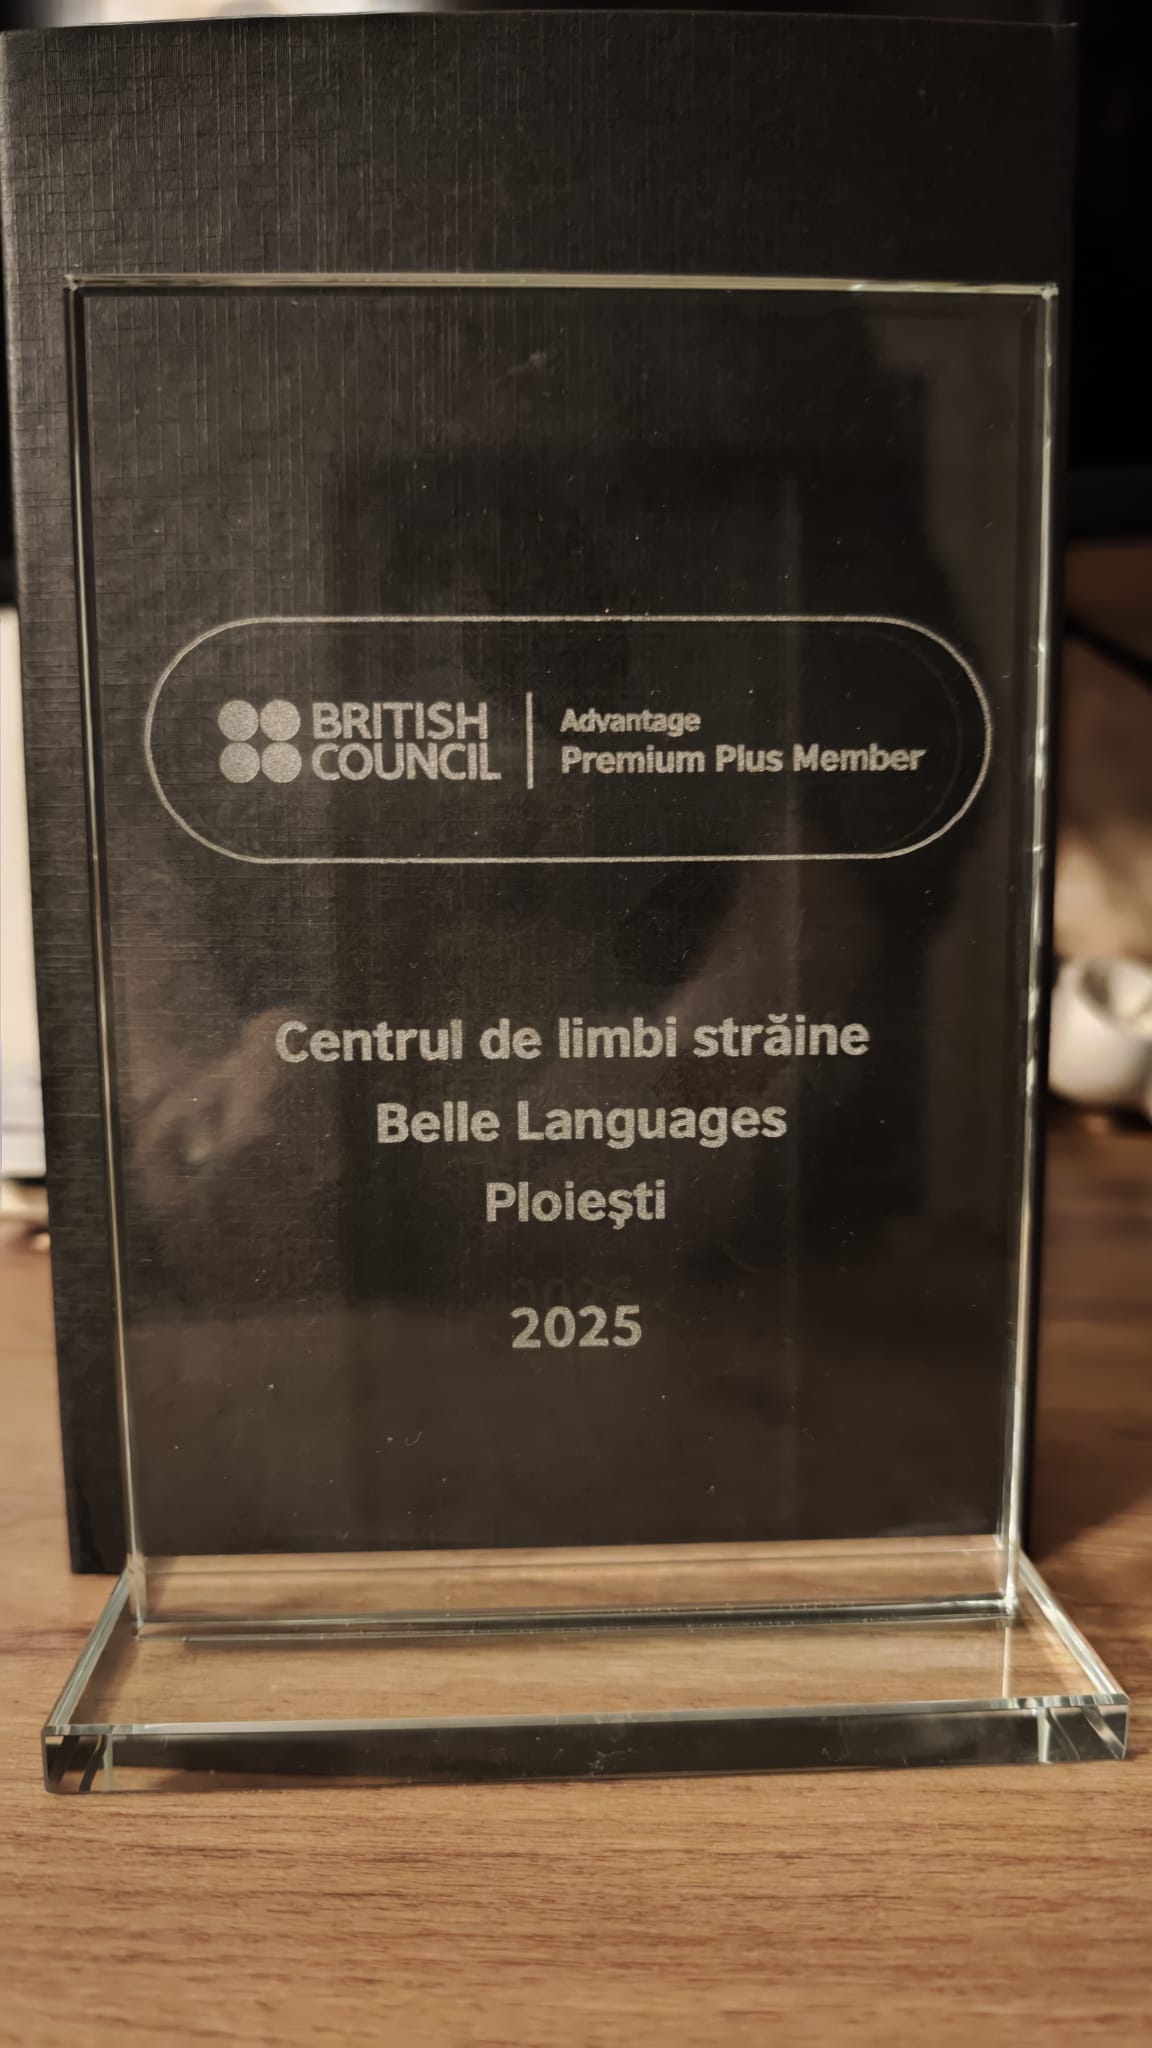 BRITISH
COUNCIL
Advantage
Premium Plus Member
Centrul de limbi străine
Belle Languages
Ploiești
2025